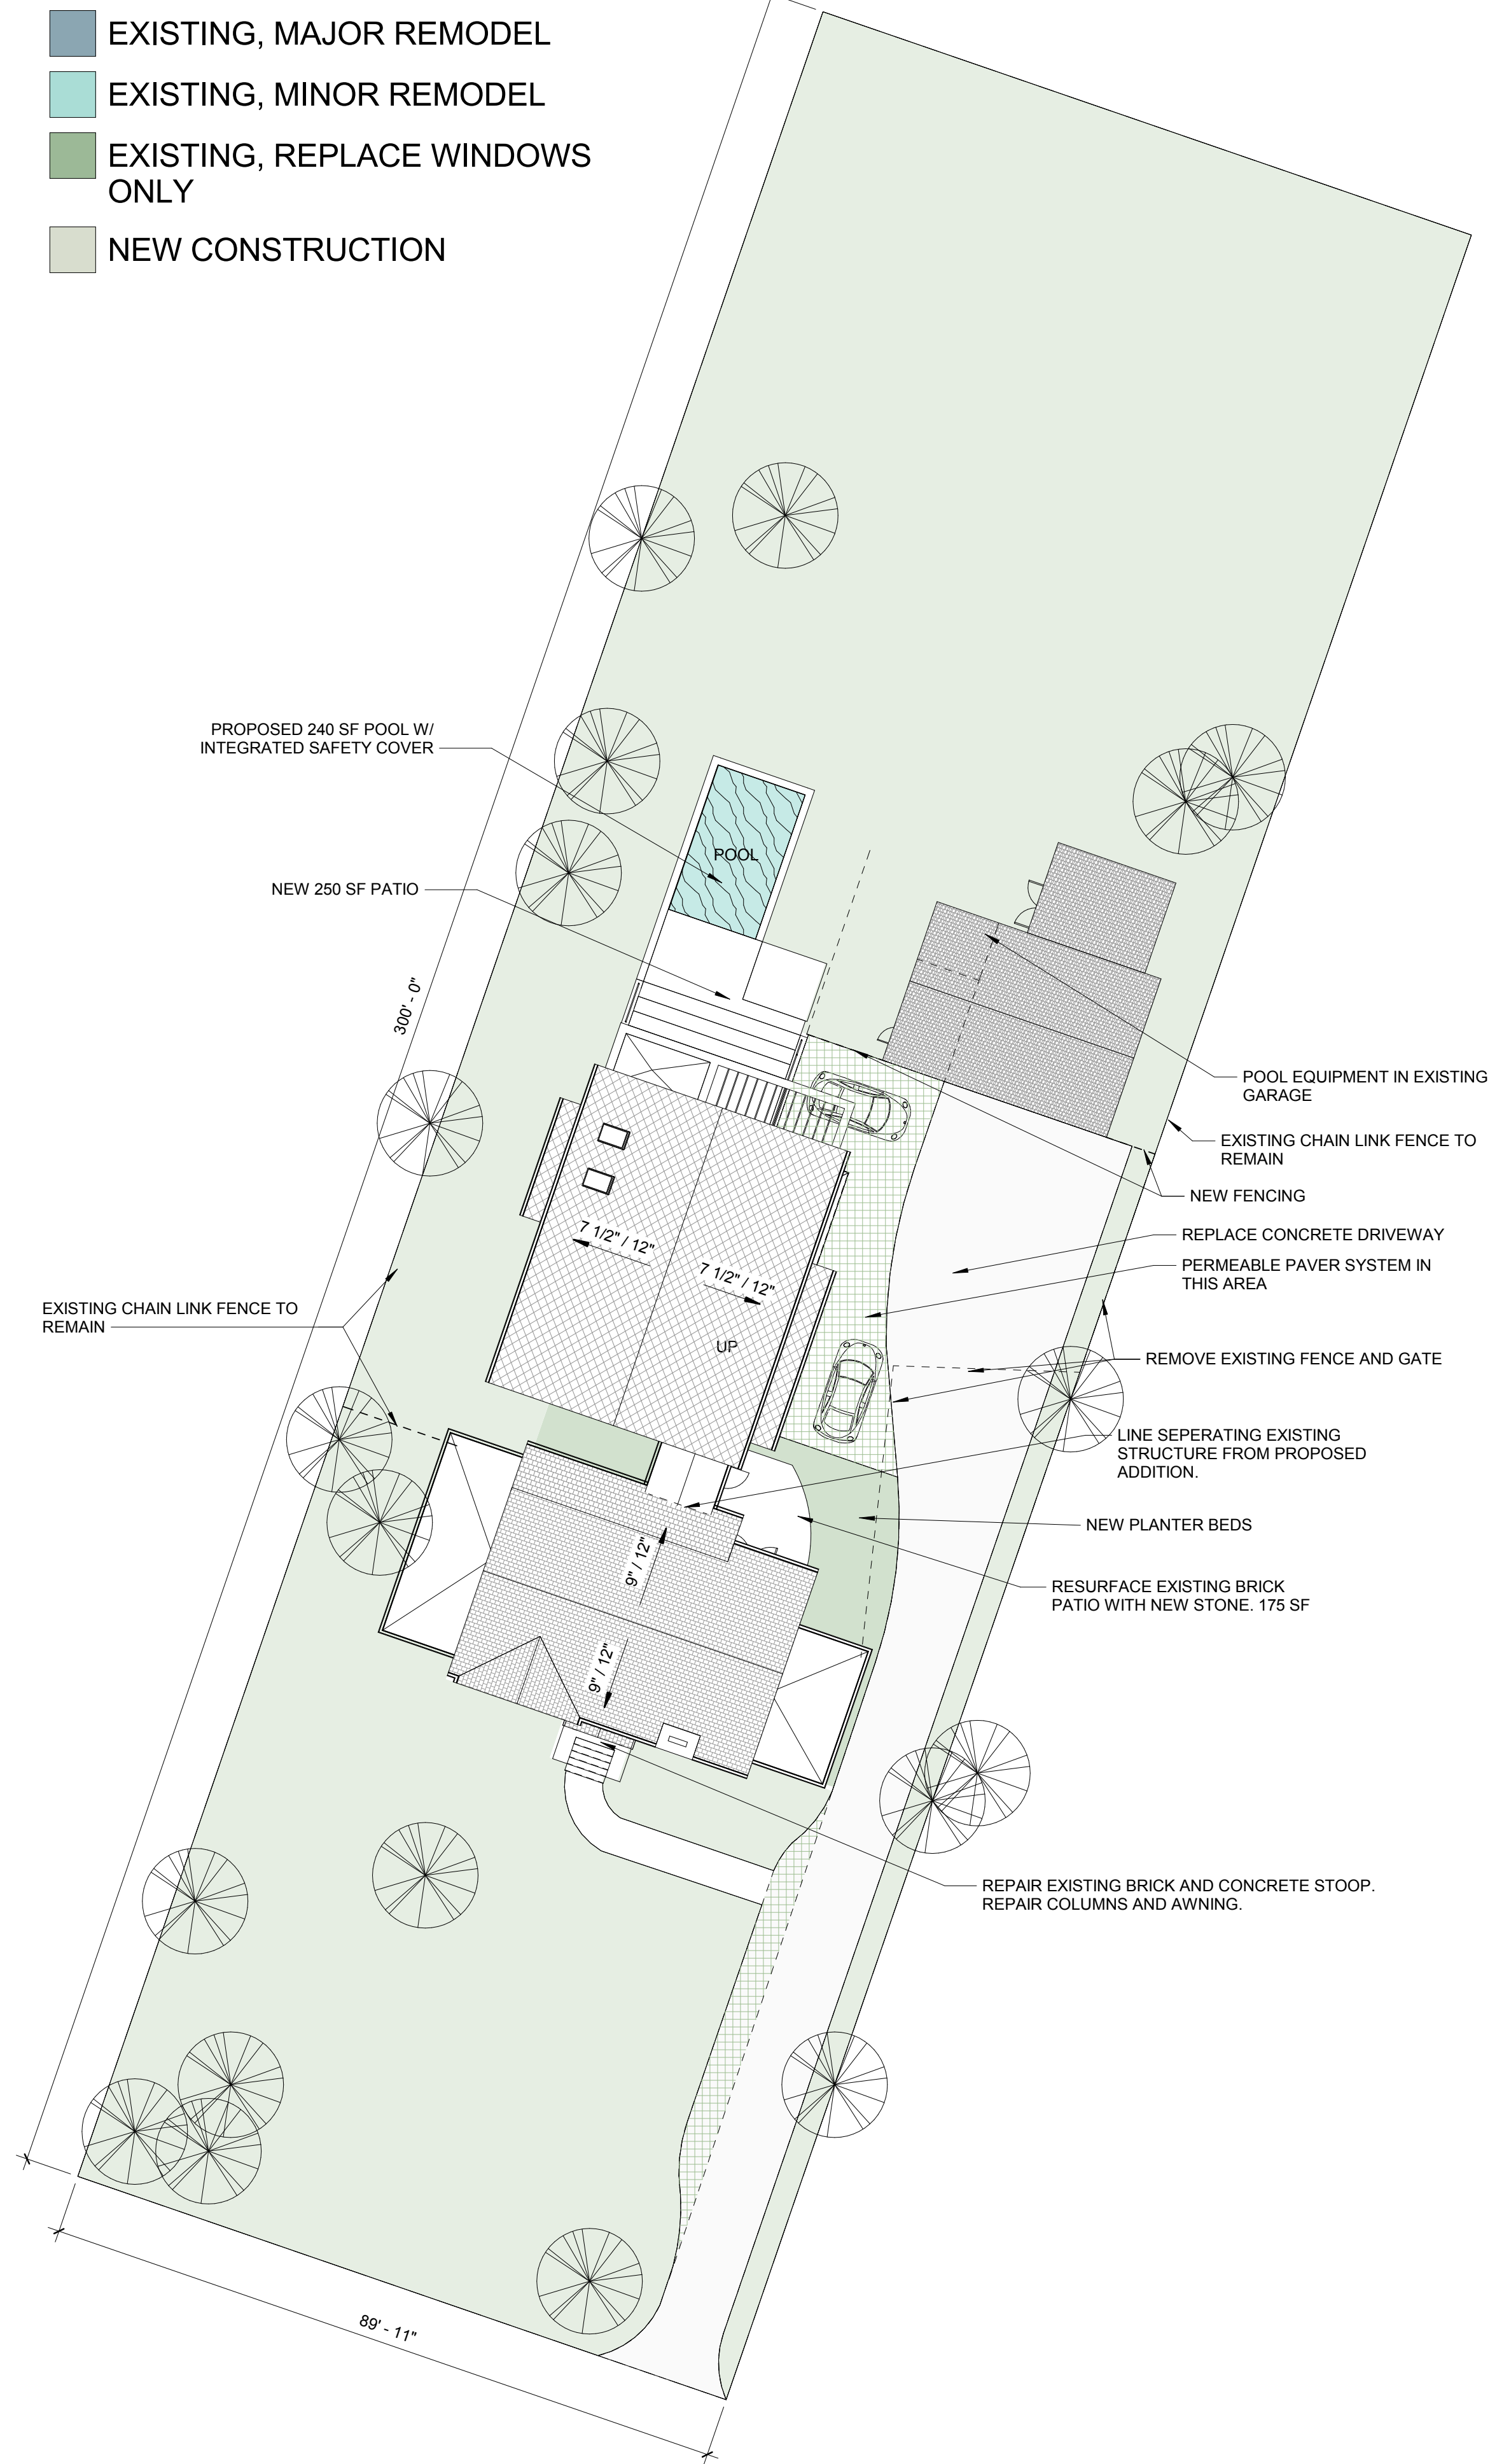 EXISTING, MAJOR REMODEL
EXISTING, MINOR REMODEL
EXISTING, REPLACE WINDOWS
ONLY
NEW CONSTRUCTION
PROPOSED 240 SF POOL W/
INTEGRATED SAFETY COVER
POOL
NEW 250 SF PATIO
300' - 0"
POOL EQUIPMENT IN EXISTING
GARAGE
EXISTING CHAIN LINK FENCE TO
REMAIN
NEW FENCING
REPLACE CONCRETE DRIVEWAY
PERMEABLE PAVER SYSTEM IN
THIS AREA
7 1/2" / 12"
7 1/2" / 12"
UP
EXISTING CHAIN LINK FENCE TO
REMAIN
REMOVE EXISTING FENCE AND GATE
LINE SEPERATING EXISTING
STRUCTURE FROM PROPOSED
ADDITION.
NEW PLANTER BEDS
9" / 12"
RESURFACE EXISTING BRICK
PATIO WITH NEW STONE. 175 SF
9" / 12"
REPAIR EXISTING BRICK AND CONCRETE STOOP.
REPAIR COLUMNS AND AWNING.
89' - 11"